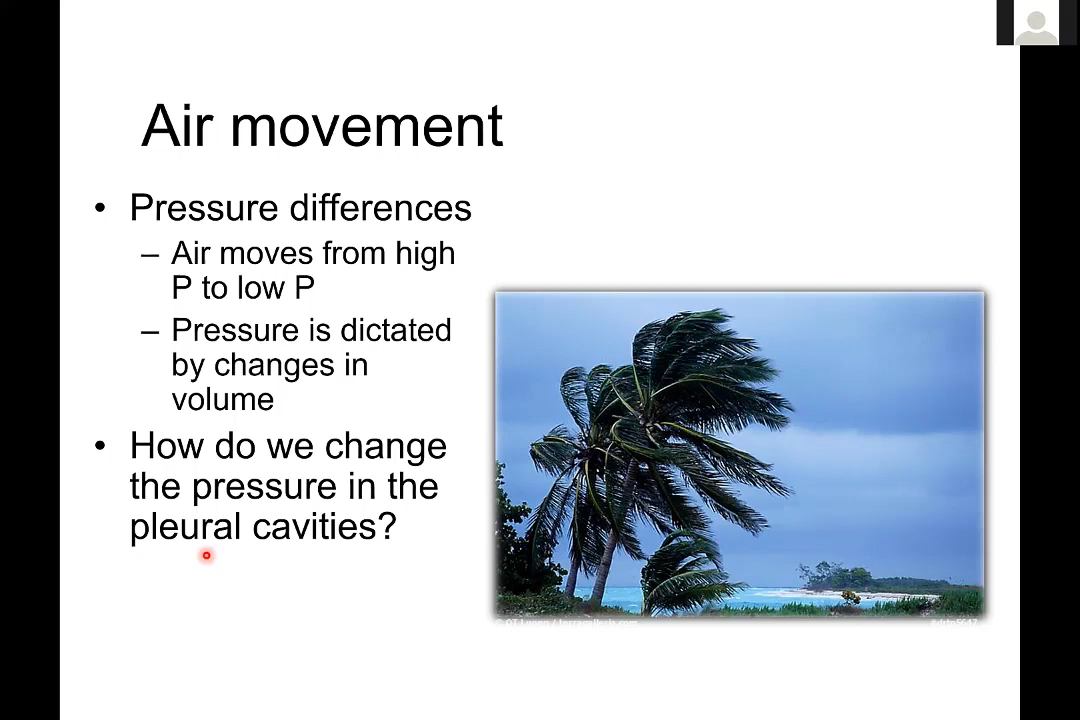 Air movement
• Pressure differences
– Air moves from high
P to low P
– Pressure is dictated
by changes in
volume
• How do we change
the pressure in the
pleural cavities?